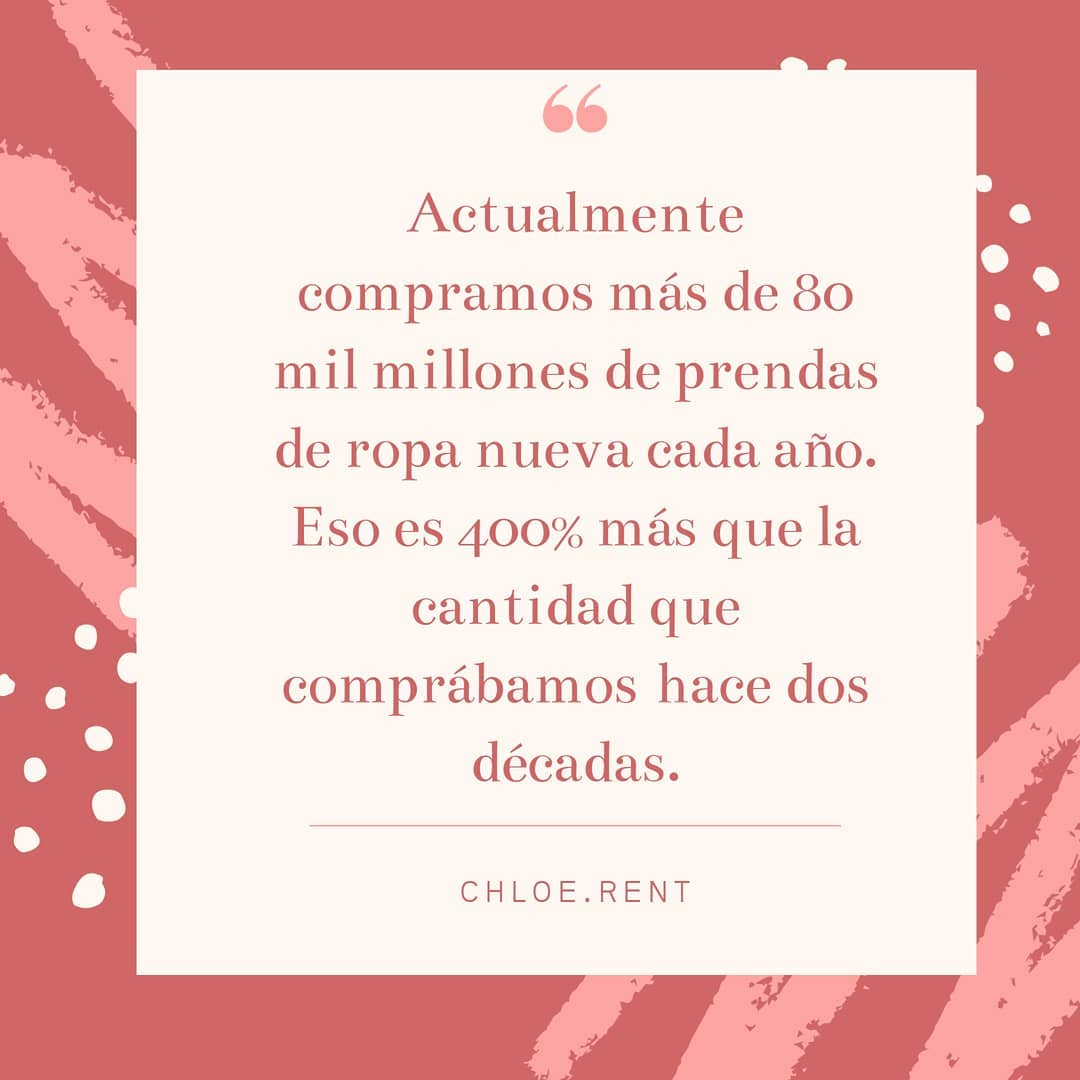 “
Actualmente
compramos más de 80
mil millones de prendas
de ropa nueva cada año.
Eso es 400% más que la
cantidad que
comprábamos hace dos
décadas.
CHLOE.RENT